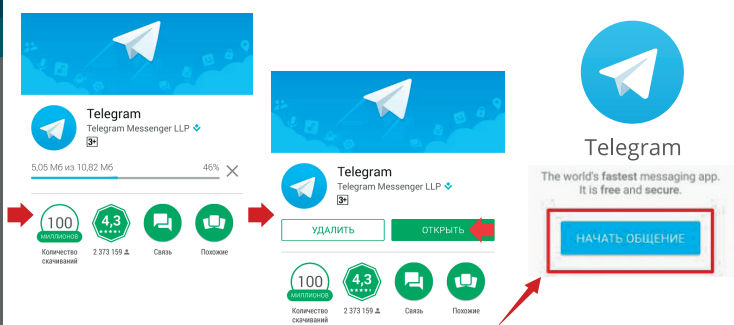 Telegram
Telegram Messenger LLP
3+
5,05 Мб из 10,82 Мб 46%
100
МИЛЛИОНОВ
4,3
Количество
скачиваний
2 373 159
Связь
Похожие
Telegram
Telegram Messenger LLP
3+
УДАЛИТЬ
ОТКРЫТЬ
100
МИЛЛИОНОВ
4,3
Количество
скачиваний
2 373 159
Связь
Похожие
Telegram
The world's fastest messaging app.
It is free and secure.
НАЧАТЬ ОБЩЕНИЕ